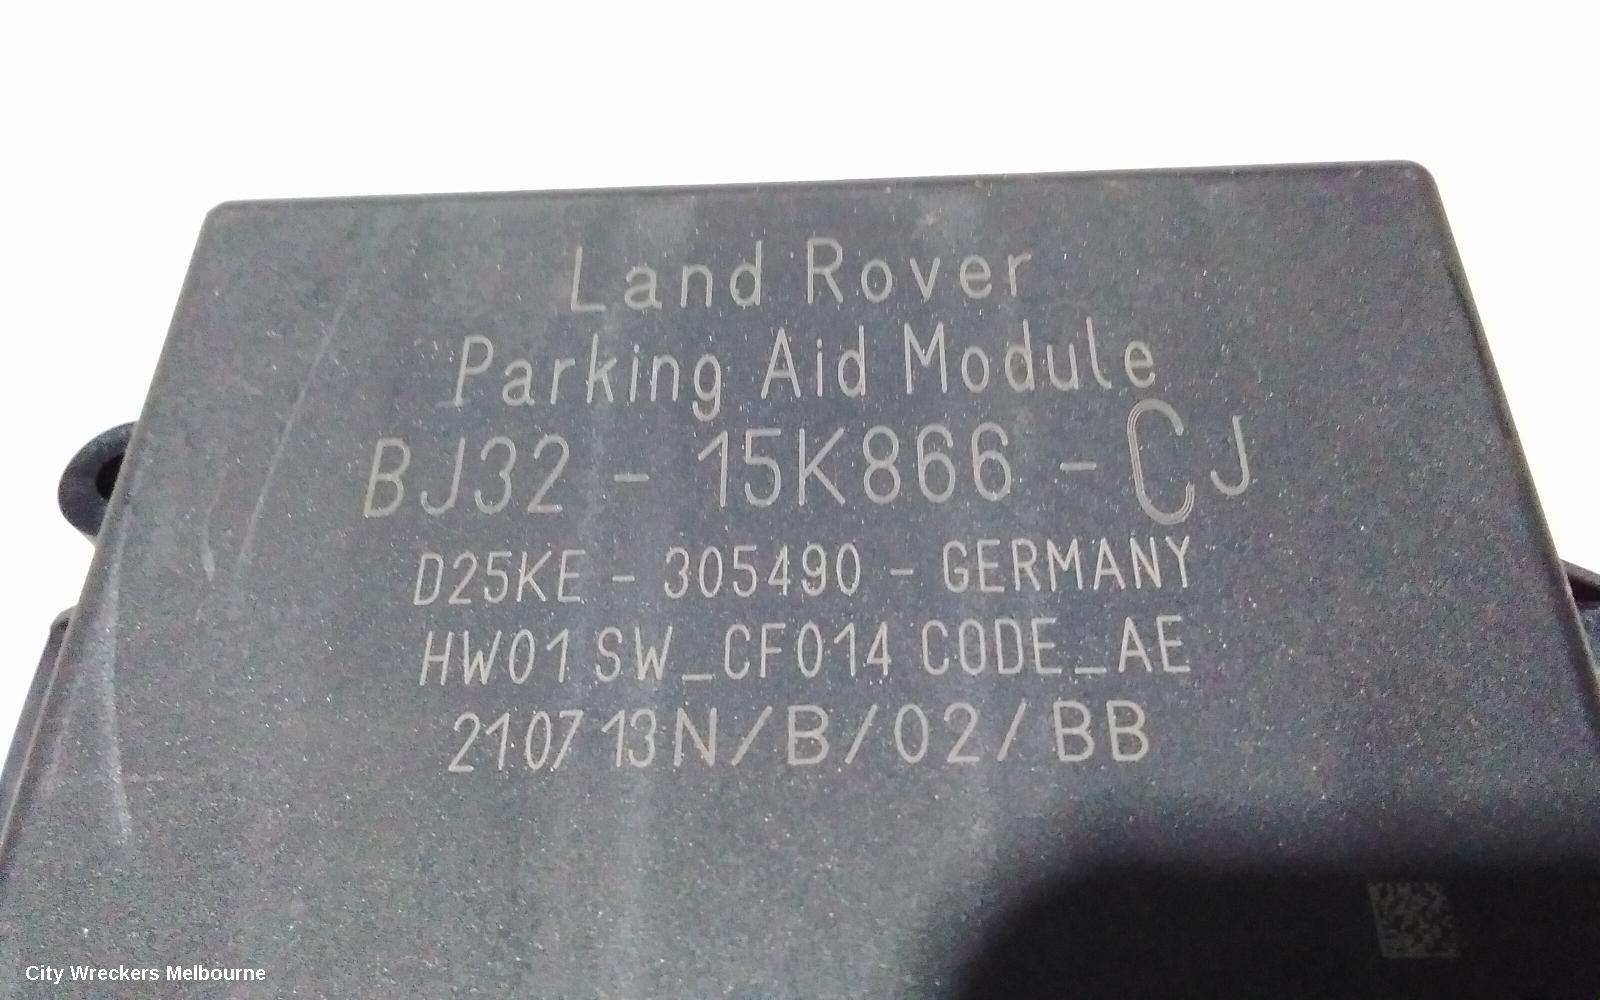 Land Rover
Parking Aid Module
BJ32 - 15K866 - CJ
D25KE - 305490 - GERMANY
HW01 SW_CF014 CODE_AE
210713N/B/02/BB
City Wreckers Melbourne